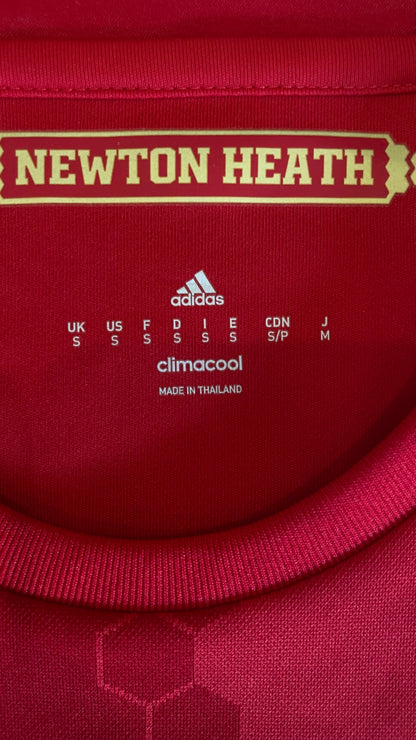 NEWTON HEATH
adidas
UK US F D I E CDN J
S S S S S S S/P M
climacool
MADE IN THAILAND